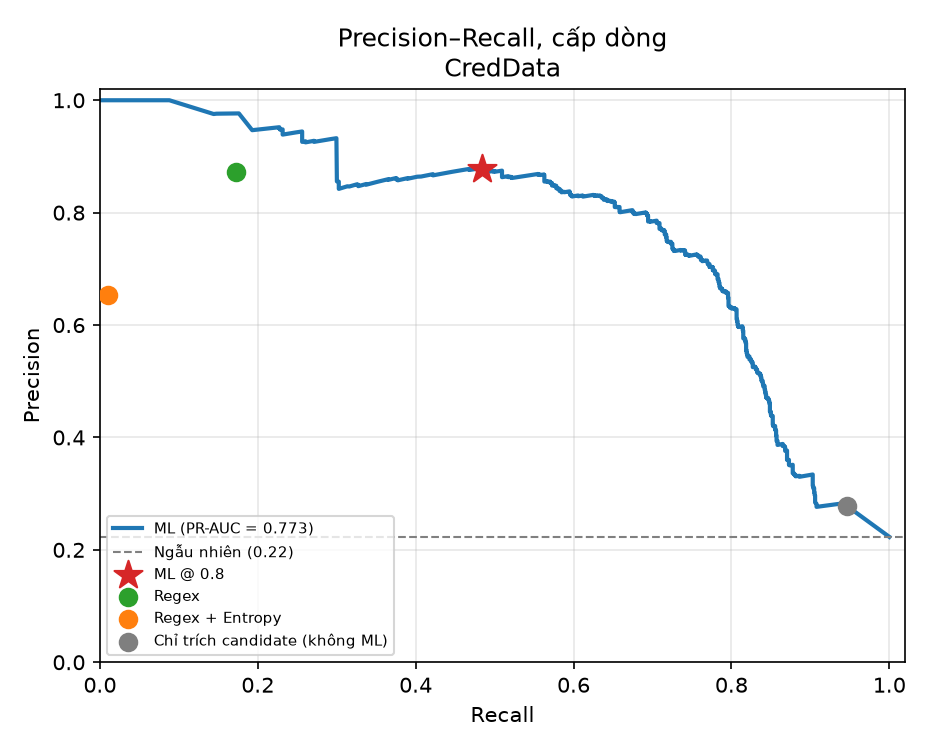 Precision–Recall, cấp dòng
CredData
1.0
0.8
0.6
0.4
0.2
0.0
Precision
ML (PR-AUC = 0.773)
Ngẫu nhiên (0.22)
ML @ 0.8
Regex
Regex + Entropy
Chỉ trích candidate (không ML)
0.0
0.2
0.4
0.6
0.8
1.0
Recall